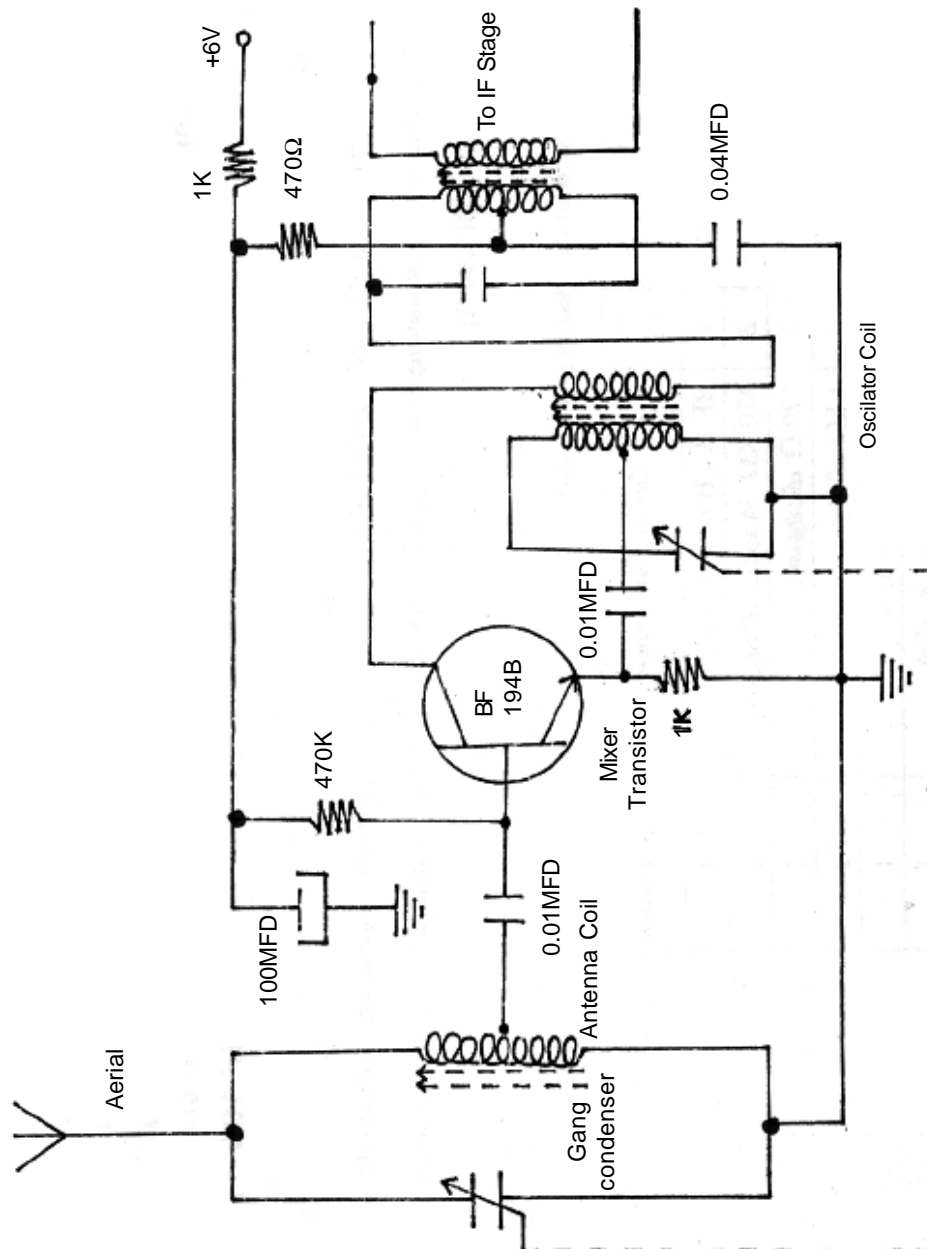 Aerial
100MFD
470K
1K
+6V
470Ω
To IF Stage
0.04MFD
BF
194B
0.01MFD
0.01MFD
Antenna Coil
Gang
condenser
Mixer
Transistor
1K
Oscilator Coil